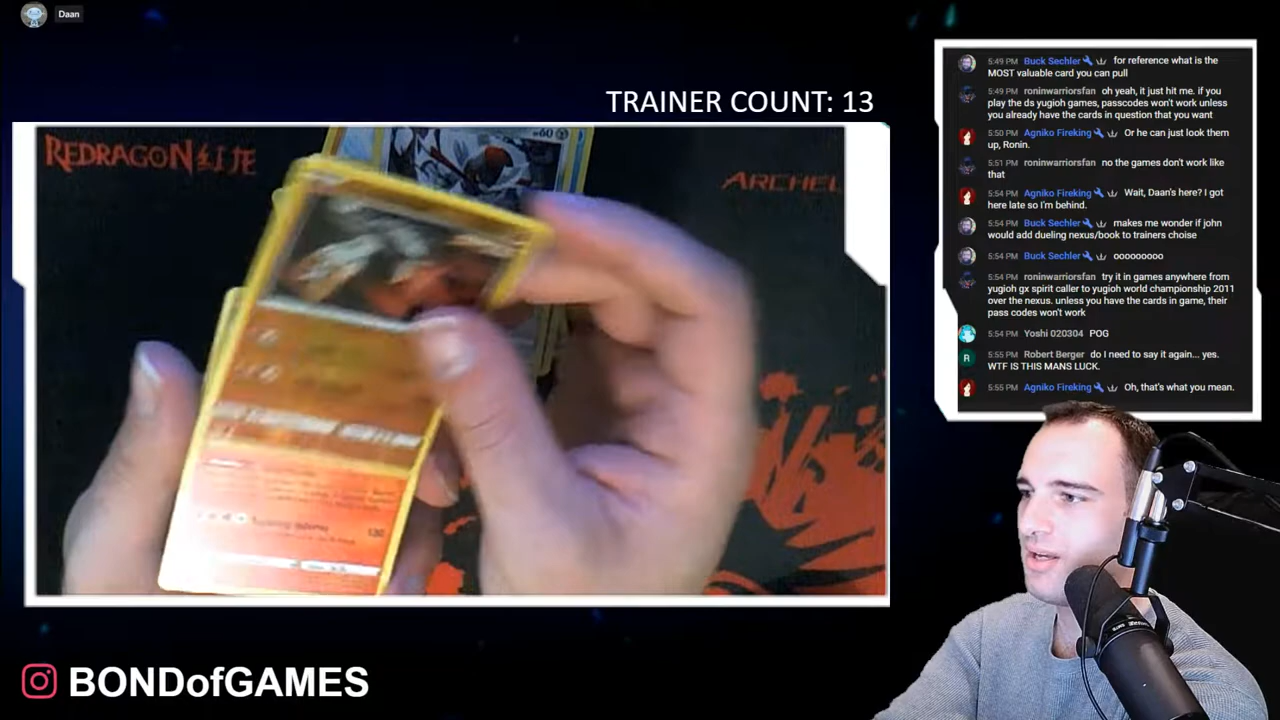 Daan
TRAINER COUNT: 13
REDRAGON
ARCHEL
60
130
5:49 PM Buck Sechler for reference what is the
MOST valuable card you can pull
5:49 PM roninwarriorsfan oh yeah, it just hit me. if you
play the ds yugioh games, passcodes won't work unless
you already have the cards in question that you want
5:50 PM Agniko Fireking Or he can just look them
up, Ronin.
5:51 PM roninwarriorsfan no the games don't work like
that
5:54 PM Agniko Fireking Wait, Daan's here? I got
here late so I'm behind.
5:54 PM Buck Sechler makes me wonder if john
would add dueling nexus/book to trainers choise
5:54 PM Buck Sechler ooooooooo
5:54 PM roninwarriorsfan try it in games anywhere from
yugioh gx spirit caller to yugioh world championship 2011
over the nexus. unless you have the cards in game, their
pass codes won't work
5:54 PM Yoshi 020304 POG
R 5:55 PM Robert Berger do I need to say it again... yes.
WTF IS THIS MANS LUCK.
5:55 PM Agniko Fireking Oh, that's what you mean.
BONDofGAMES